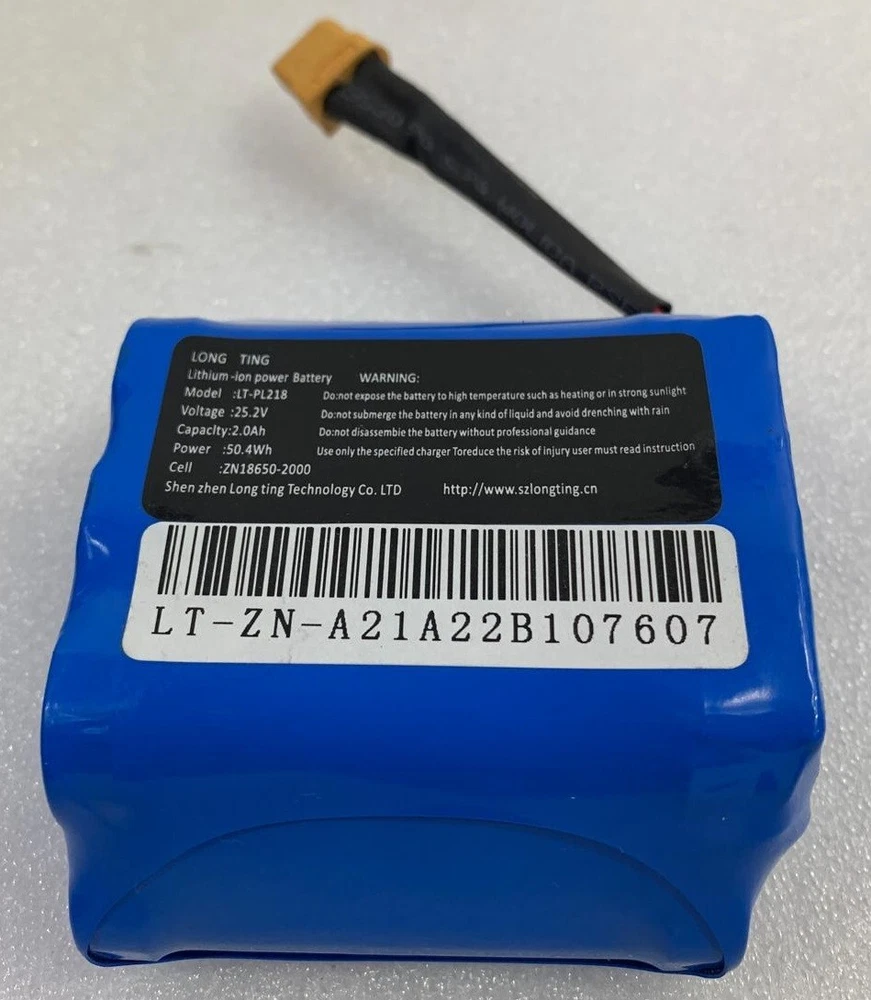 LONG TING
Lithium-ion power Battery WARNING:
Model :LT-PL218 Do:not expose the battery to high temperature such as heating or in strong sunlight
Voltage :25.2V Do:not submerge the battery in any kind of liquid and avoid drenching with rain
Capaclty:2.0Ah Do:not disassembie the battery without professional guidance
Power :50.4Wh Use only the specified charger Toreduce the risk of injury user must read instruction
Cell :ZN18650-2000
Shen zhen Long ting Technology Co. LTD http://www.szlongting.cn
LT-ZN-A21A22B107607